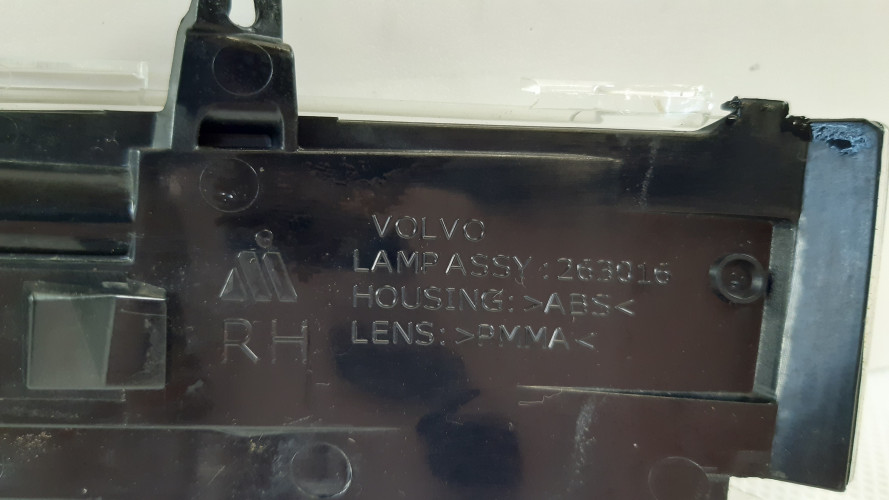 VOLVO
LAMP ASSY: 263016
HOUSING: >ABS<
LENS: >PMMA<
RH